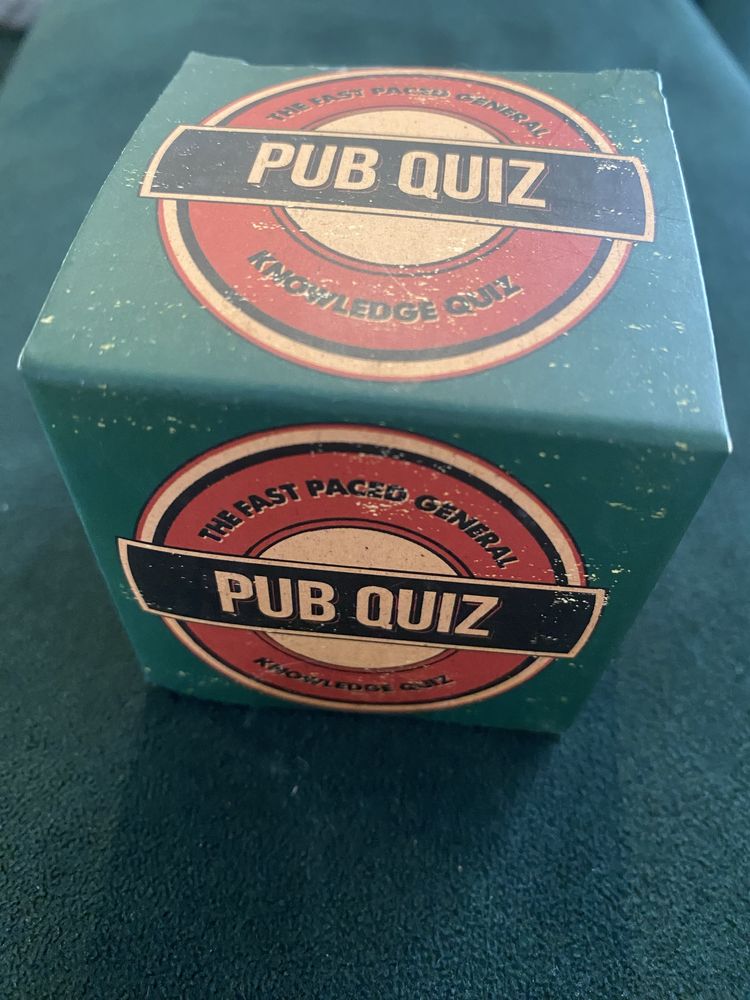 THE FAST PACED GENERAL
PUB QUIZ
KNOWLEDGE QUIZ
THE FAST PACED GENERAL
PUB QUIZ
KNOWLEDGE QUIZ